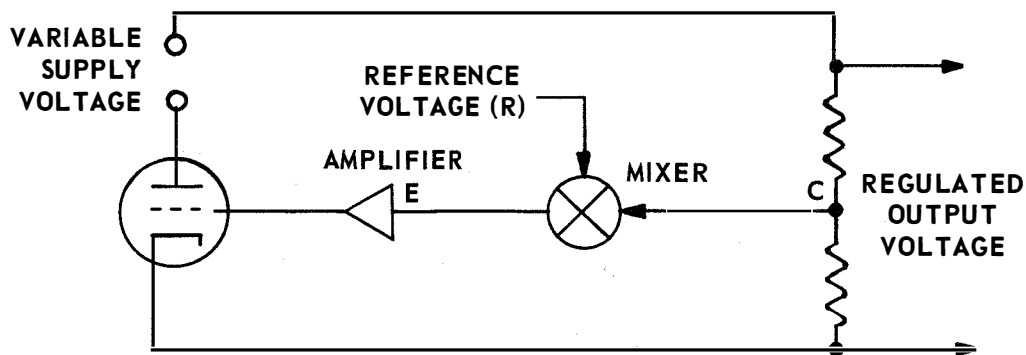 VARIABLE
SUPPLY
VOLTAGE
REFERENCE
VOLTAGE (R)
AMPLIFIER
E
MIXER
C
REGULATED
OUTPUT
VOLTAGE